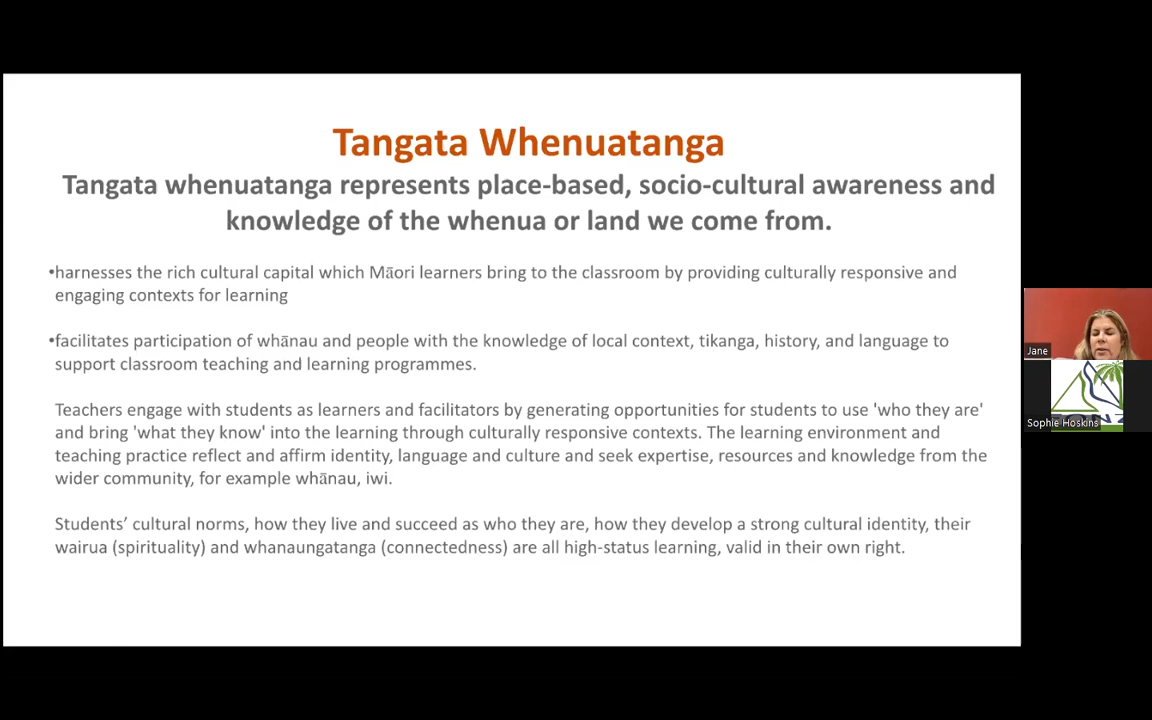 Tangata Whenuatanga
Tangata whenuatanga represents place-based, socio-cultural awareness and
knowledge of the whenua or land we come from.
•harnesses the rich cultural capital which Māori learners bring to the classroom by providing culturally responsive and
engaging contexts for learning
•facilitates participation of whānau and people with the knowledge of local context, tikanga, history, and language to
support classroom teaching and learning programmes.
Teachers engage with students as learners and facilitators by generating opportunities for students to use 'who they are'
and bring 'what they know' into the learning through culturally responsive contexts. The learning environment and
teaching practice reflect and affirm identity, language and culture and seek expertise, resources and knowledge from the
wider community, for example whānau, iwi.
Students’ cultural norms, how they live and succeed as who they are, how they develop a strong cultural identity, their
wairua (spirituality) and whanaungatanga (connectedness) are all high-status learning, valid in their own right.
Jane
Sophie Hoskins